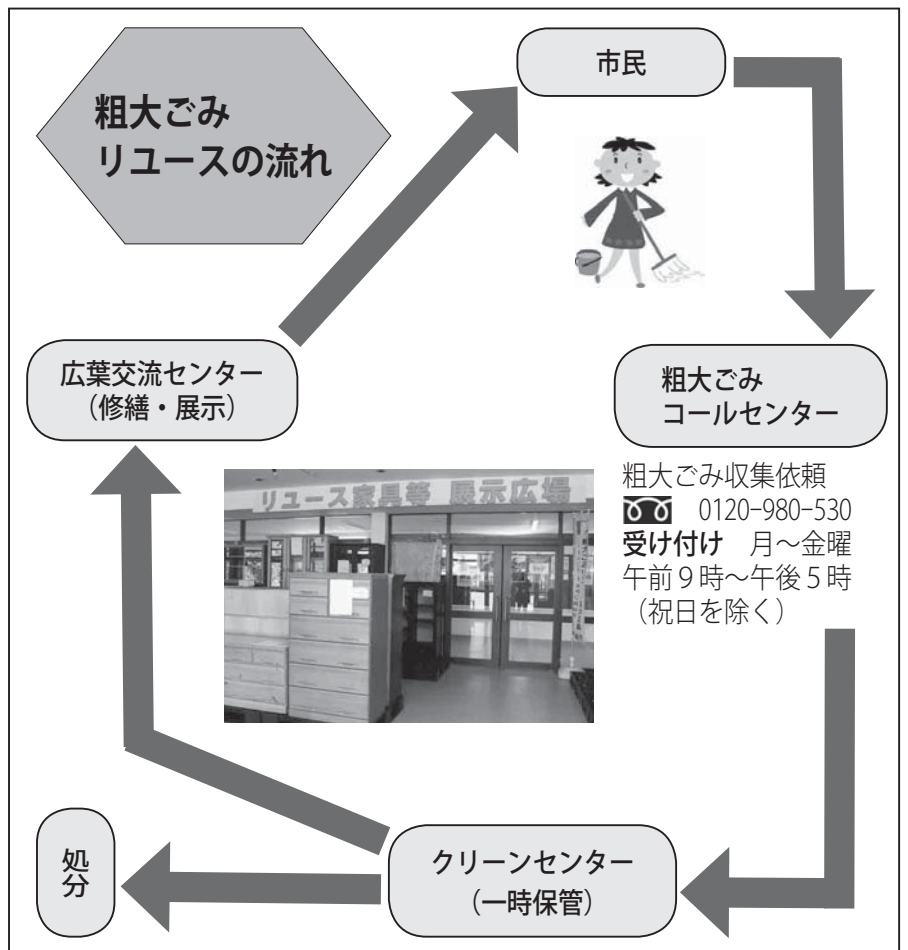 粗大ごみ
リユースの流れ
市民
粗大ごみ
コールセンター
粗大ごみ収集依頼
0120-980-530
受け付け　月～金曜
午前９時～午後５時
（祝日を除く）
クリーンセンター
（一時保管）
処分
広葉交流センター
（修繕・展示）
リユース家具等 展示広場